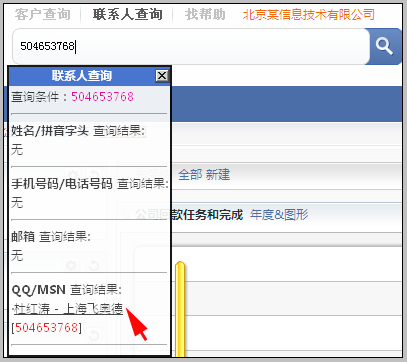 客户查询 联系人查询 找帮助 北京某信息技术有限公司
504653768
联系人查询
查询条件：504653768
姓名/拼音字头 查询结果:
无
手机号码/电话号码 查询结果:
无
全部 新建
邮箱 查询结果:
无
公司回款任务和完成 年度&图形
QQ/MSN 查询结果:
·杜红涛 - 上海飞奥德
[504653768]